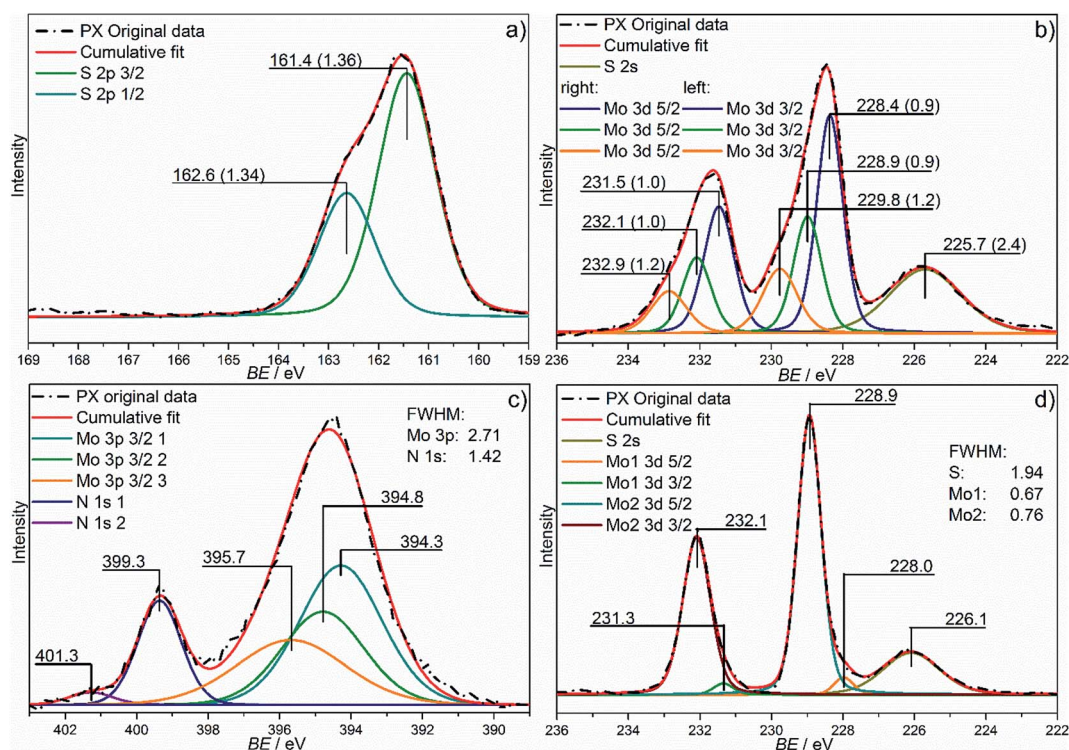 a)
PX Original data
Cumulative fit
S 2p 3/2
S 2p 1/2
161.4 (1.36)
162.6 (1.34)
Intensity
169 168 167 166 165 164 163 162 161 160 159
BE / eV
b)
PX Original data
Cumulative fit
S 2s
right: left:
Mo 3d 5/2 Mo 3d 3/2
Mo 3d 5/2 Mo 3d 3/2
Mo 3d 5/2 Mo 3d 3/2
228.4 (0.9)
228.9 (0.9)
231.5 (1.0)
229.8 (1.2)
232.1 (1.0)
225.7 (2.4)
232.9 (1.2)
Intensity
236 234 232 230 228 226 224 222
BE / eV
c)
PX original data
Cumulative fit
Mo 3p 3/2 1
Mo 3p 3/2 2
Mo 3p 3/2 3
N 1s 1
N 1s 2
FWHM:
Mo 3p: 2.71
N 1s: 1.42
394.8
394.3
395.7
399.3
401.3
Intensity
402 400 398 396 394 392 390
BE / eV
d)
PX Original data
Cumulative fit
S 2s
Mo1 3d 5/2
Mo1 3d 3/2
Mo2 3d 5/2
Mo2 3d 3/2
228.9
FWHM:
S: 1.94
Mo1: 0.67
Mo2: 0.76
232.1
228.0
231.3
226.1
Intensity
236 234 232 230 228 226 224 222
BE / eV